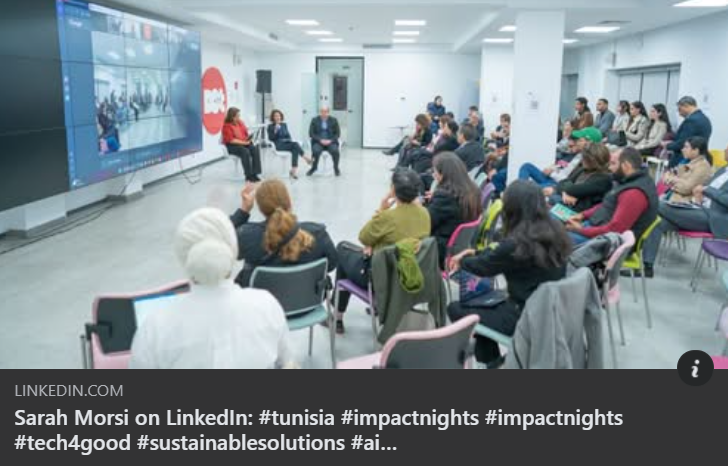 LINKEDIN.COM
Sarah Morsi on LinkedIn: #tunisia #impactnights #impactnights
#tech4good #sustainablesolutions #ai...